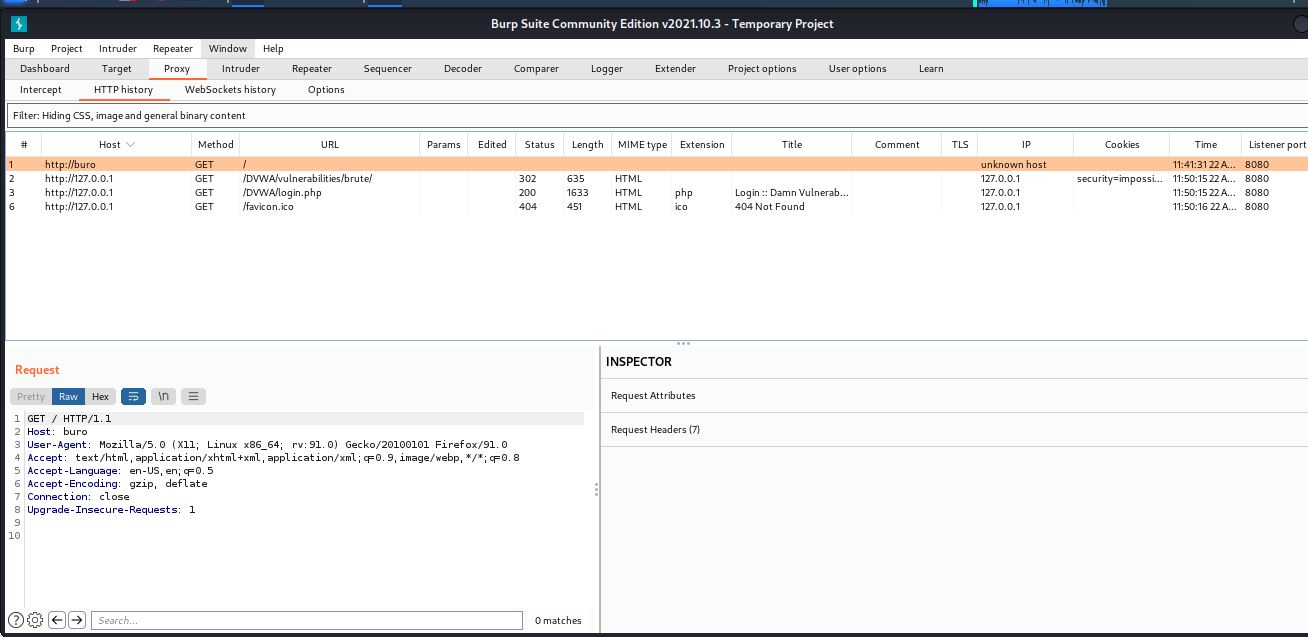 Burp Suite Community Edition v2021.10.3 - Temporary Project
Burp Project Intruder Repeater Window Help
Dashboard Target Proxy Intruder Repeater Sequencer Decoder Comparer Logger Extender Project options User options Learn
Intercept HTTP history WebSockets history Options
Filter: Hiding CSS, image and general binary content
# Host Method URL Params Edited Status Length MIME type Extension Title Comment TLS IP Cookies Time Listener port
1 http://buro GET / unknown host 11:41:31 22 A... 8080
2 http://127.0.0.1 GET /DVWA/vulnerabilities/brute/ 302 635 HTML 127.0.0.1 security=impossi... 11:50:15 22 A... 8080
3 http://127.0.0.1 GET /DVWA/login.php 200 1633 HTML php Login :: Damn Vulnerab... 127.0.0.1 11:50:15 22 A... 8080
6 http://127.0.0.1 GET /favicon.ico 404 451 HTML ico 404 Not Found 127.0.0.1 11:50:16 22 A... 8080
Request
Pretty Raw Hex \n
1 GET / HTTP/1.1
2 Host: buro
3 User-Agent: Mozilla/5.0 (X11; Linux x86_64; rv:91.0) Gecko/20100101 Firefox/91.0
4 Accept: text/html,application/xhtml+xml,application/xml;q=0.9,image/webp,*/*;q=0.8
5 Accept-Language: en-US,en;q=0.5
6 Accept-Encoding: gzip, deflate
7 Connection: close
8 Upgrade-Insecure-Requests: 1
9
10
INSPECTOR
Request Attributes
Request Headers (7)
? Search... 0 matches